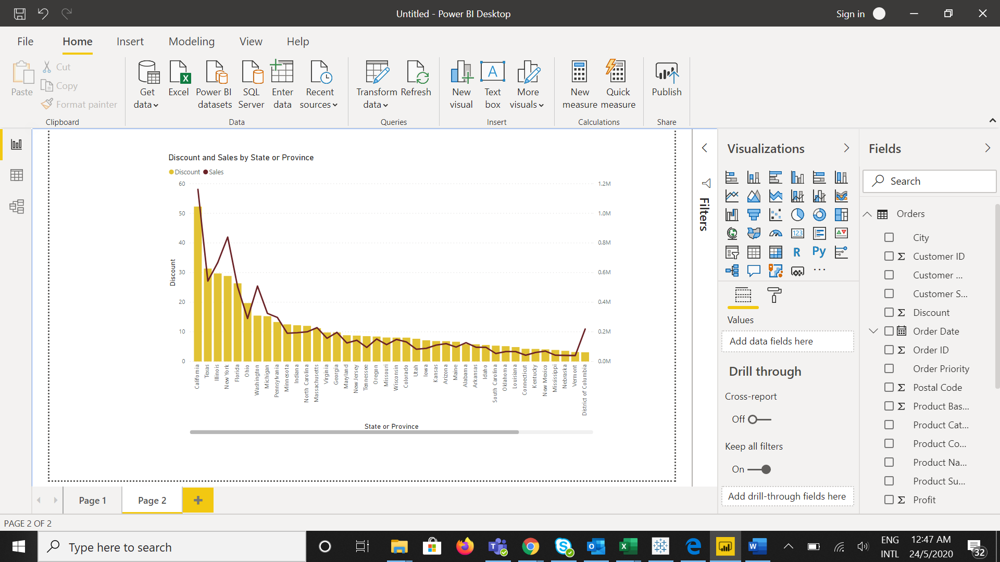 Untitled - Power BI Desktop
Sign in
File Home Insert Modeling View Help
Paste
Cut
Copy
Format painter
Clipboard
Get data
Excel
Power BI datasets
SQL Server
Enter data
Recent sources
Data
Transform data
Refresh
Queries
New visual
Text box
More visuals
Insert
New measure
Quick measure
Calculations
Publish
Share
Discount and Sales by State or Province
Discount Sales
60
50
40
30
20
10
0
Discount
1.2M
1.0M
0.8M
0.6M
0.4M
0.2M
0.0M
California
Texas
Illinois
New York
Florida
Ohio
Washington
Michigan
Pennsylvania
Minnesota
Indiana
North Carolina
Massachusetts
Virginia
Georgia
Maryland
New Jersey
Tennessee
Oregon
Missouri
Wisconsin
Colorado
Utah
Iowa
Kansas
Arizona
Maine
Alabama
Arkansas
Idaho
South Carolina
Oklahoma
Louisiana
Connecticut
Kentucky
New Mexico
Mississippi
Nebraska
Vermont
District of Columbia
State or Province
Filters
Visualizations
123
R
Py
Values
Add data fields here
Drill through
Cross-report
Off
Keep all filters
On
Add drill-through fields here
Fields
Search
Orders
City
Customer ID
Customer ...
Customer S...
Discount
Order Date
Order ID
Order Priority
Postal Code
Product Bas...
Product Cat...
Product Co...
Product Na...
Product Su...
Profit
Page 1
Page 2
PAGE 2 OF 2
Type here to search
ENG
INTL
12:47 AM
24/5/2020
32